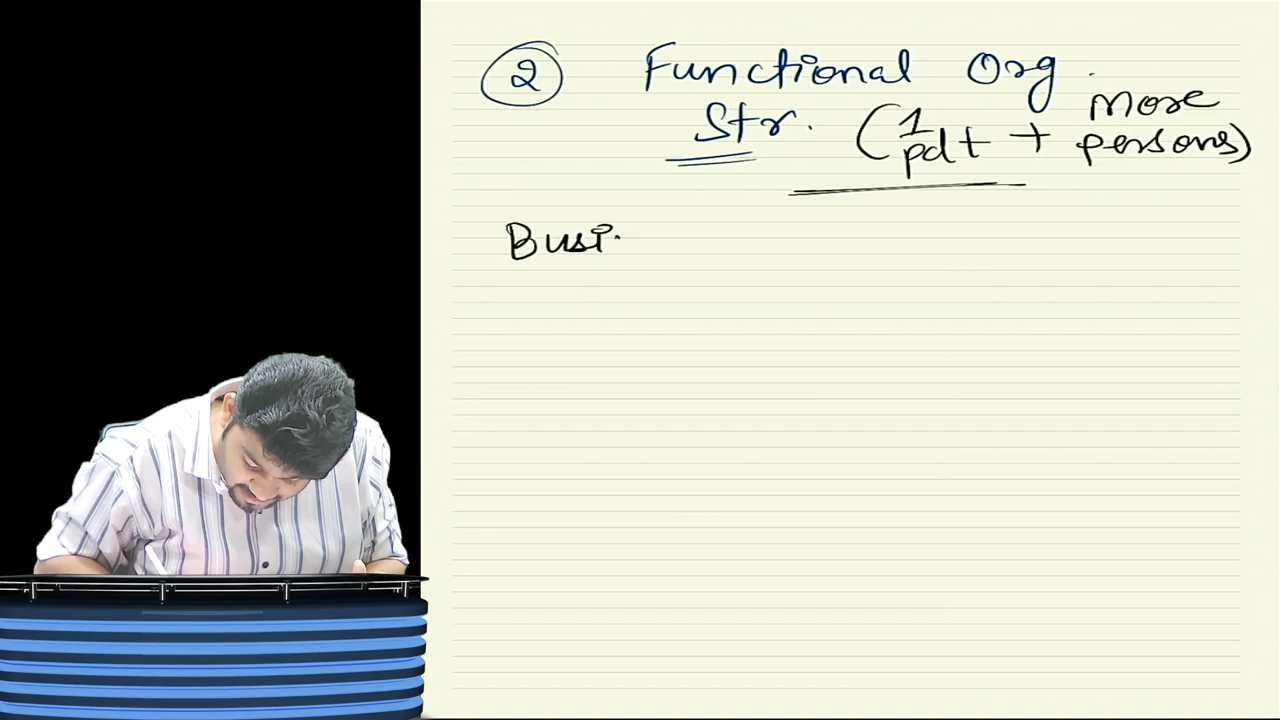 ② Functional Org.
Str. (1 pdt + More persons)
Busi.